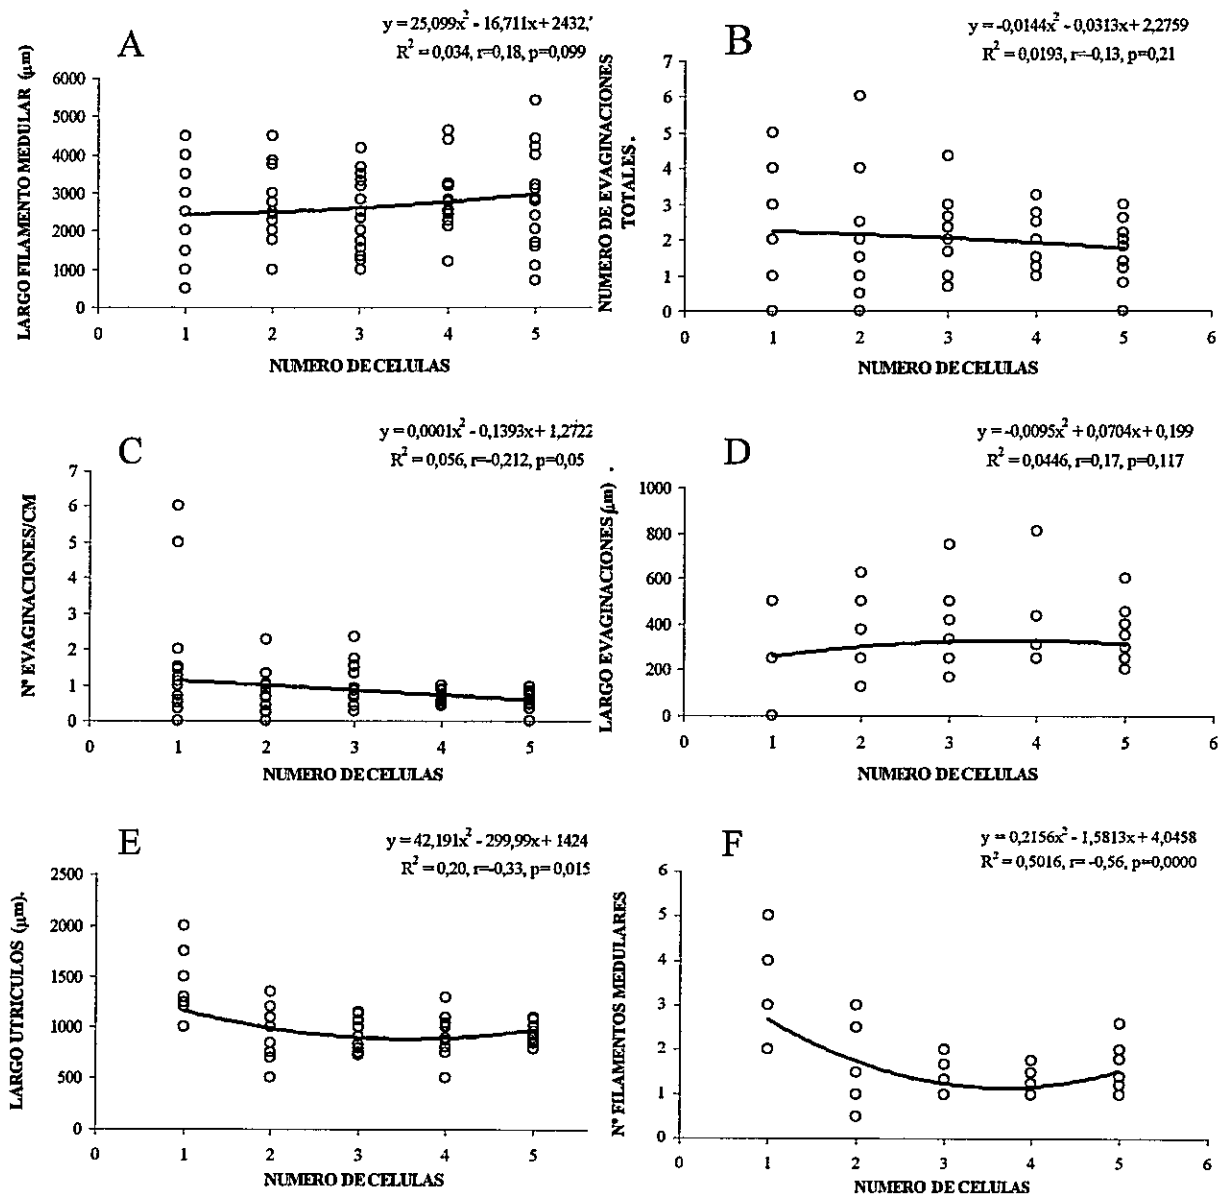 A
y = 25,099x² - 16,711x + 2432,
R² = 0,034, r=0,18, p=0,099
LARGO FILAMENTO MEDULAR (µm)
6000
5000
4000
3000
2000
1000
0
0 1 2 3 4 5
NUMERO DE CELULAS
B
y = -0,0144x² - 0,0313x + 2,2759
R² = 0,0193, r=-0,13, p=0,21
NUMERO DE EVAGINACIONES
TOTALES .
7
6
5
4
3
2
1
0
0 1 2 3 4 5 6
NUMERO DE CELULAS
C
y = 0,0001x² - 0,1393x + 1,2722
R² = 0,056, r=-0,212, p=0,05
Nº EVAGINACIONES/CM
7
6
5
4
3
2
1
0
0 1 2 3 4 5
NUMERO DE CELULAS
D
y = -0,0095x² + 0,0704x + 0,199
R² = 0,0446, r=0,17, p=0,117
LARGO EVAGINACIONES (µm)
1000
800
600
400
200
0
0 1 2 3 4 5 6
NUMERO DE CELULAS
E
y = 42,191x² - 299,99x + 1424
R² = 0,20, r=-0,33, p= 0,015
LARGO UTRICULOS (µm).
2500
2000
1500
1000
500
0
0 1 2 3 4 5
NUMERO DE CELULAS
F
y = 0,2156x² - 1,5813x + 4,0458
R² = 0,5016, r= -0,56, p=0,0000
Nº FILAMENTOS MEDULARES
6
5
4
3
2
1
0
0 1 2 3 4 5 6
NUMERO DE CELULAS